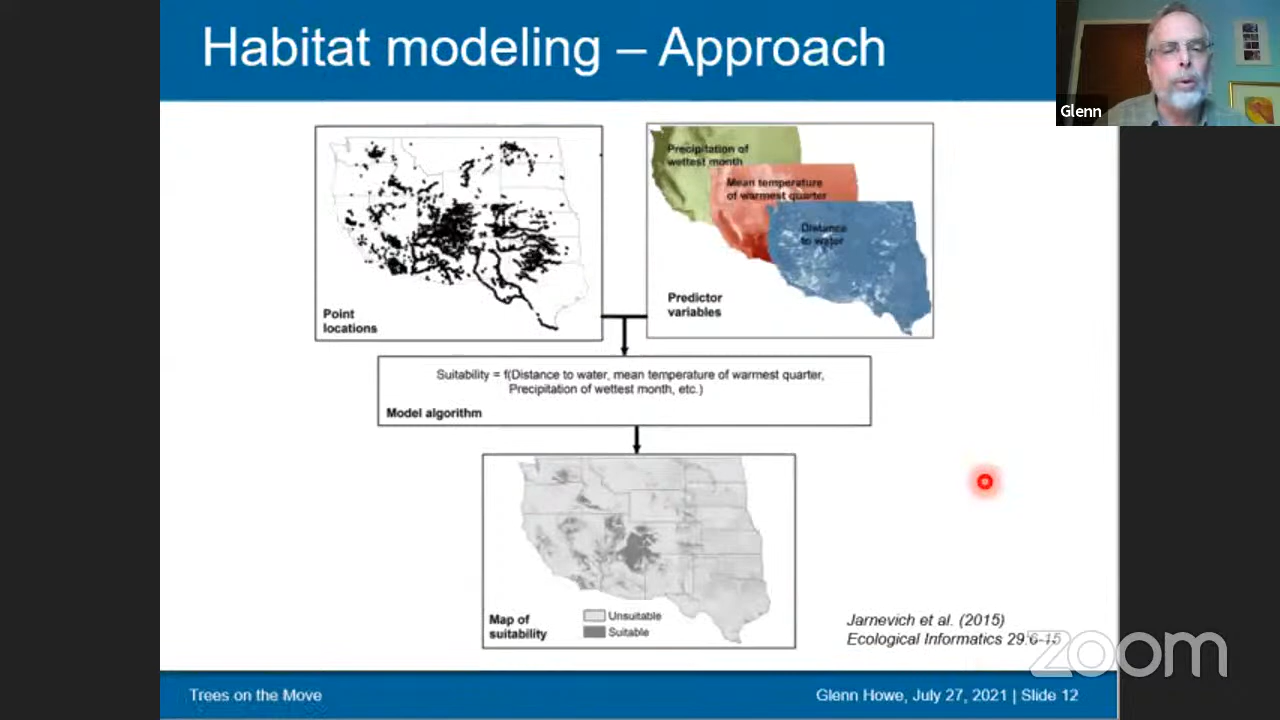 Habitat modeling – Approach
Glenn
Precipitation of
wettest month
Mean temperature
of warmest quarter
Distance
to water
Point
locations
Predictor
variables
Suitability = f(Distance to water, mean temperature of warmest quarter,
Precipitation of wettest month, etc.)
Model algorithm
Map of
suitability
Unsuitable
Suitable
Jarnevich et al. (2015)
Ecological Informatics 29:6-15
zoom
Trees on the Move
Glenn Howe, July 27, 2021 | Slide 12